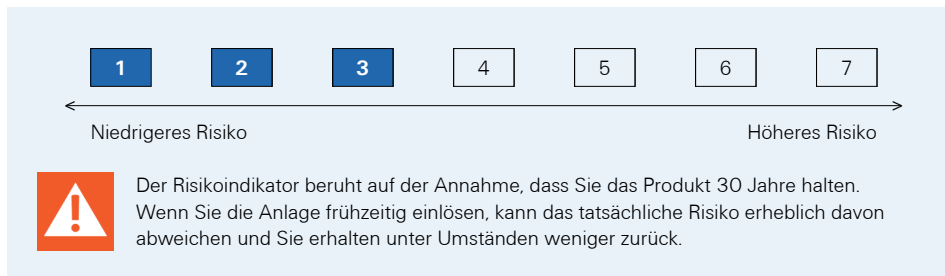 1 2 3 4 5 6 7
Niedrigeres Risiko Höheres Risiko
Der Risikoindikator beruht auf der Annahme, dass Sie das Produkt 30 Jahre halten.
Wenn Sie die Anlage frühzeitig einlösen, kann das tatsächliche Risiko erheblich davon
abweichen und Sie erhalten unter Umständen weniger zurück.